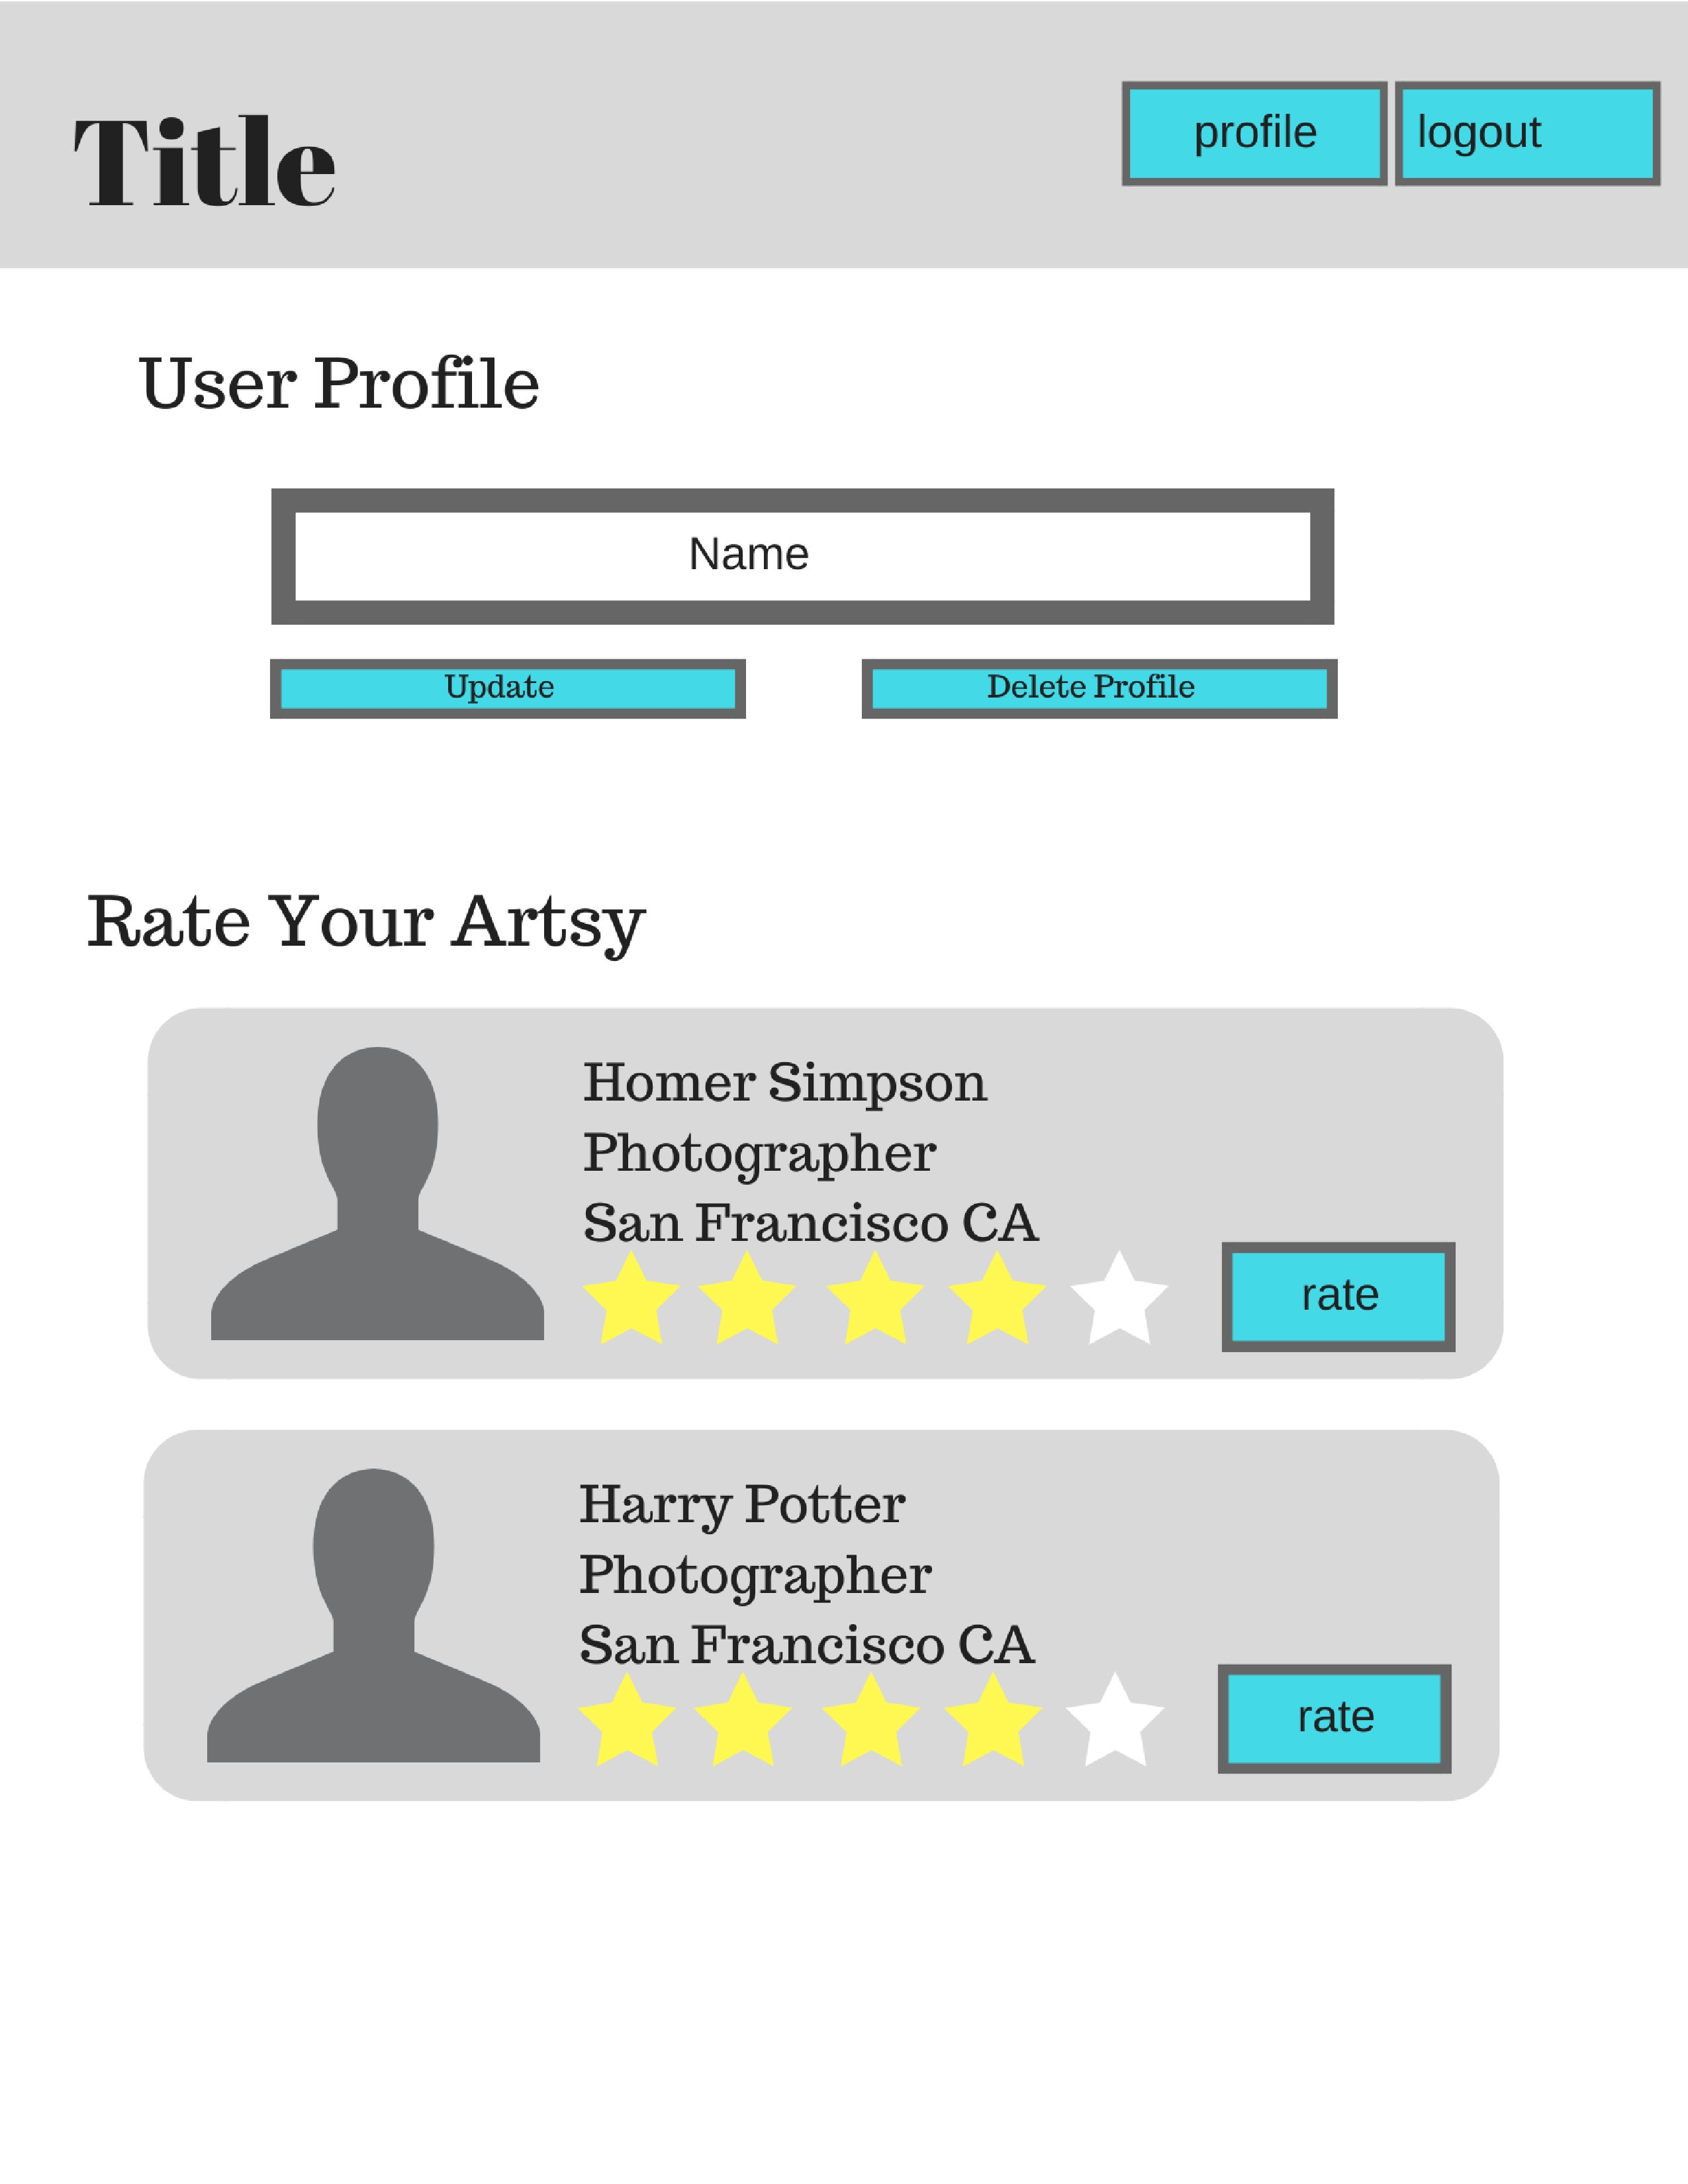 Title
profile
logout
User Profile
Name
Update
Delete Profile
Rate Your Artsy
Homer Simpson
Photographer
San Francisco CA
rate
Harry Potter
Photographer
San Francisco CA
rate